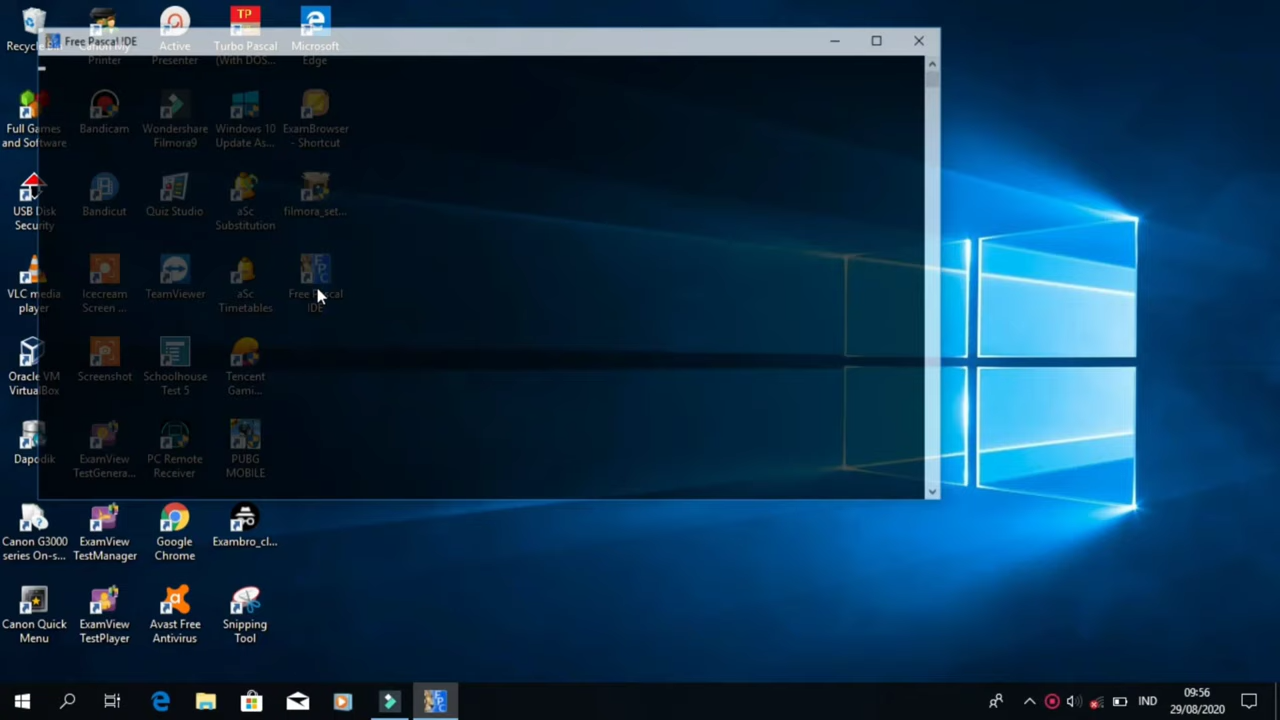 Free Pascal IDE
Recycle Bin
Canon My
Printer
Active
Presenter
TP
Turbo Pascal
(With DOS...
Microsoft
Edge
Full Games
and Software
Bandicam
Wondershare
Filmora9
Windows 10
Update As...
ExamBrowser
- Shortcut
USB Disk
Security
Bandicut
Quiz Studio
aSc
Substitution
filmora_set...
VLC media
player
Icecream
Screen ...
TeamViewer
aSc
Timetables
Free Pascal
IDE
Oracle VM
VirtualBox
Screenshot
Schoolhouse
Test 5
Tencent
Gami...
Dapodik
ExamView
TestGenera...
PC Remote
Receiver
PUBG
MOBILE
Canon G3000
series On-s...
ExamView
TestManager
Google
Chrome
Exambro_cl...
Canon Quick
Menu
ExamView
TestPlayer
Avast Free
Antivirus
Snipping
Tool
IND
09:56
29/08/2020